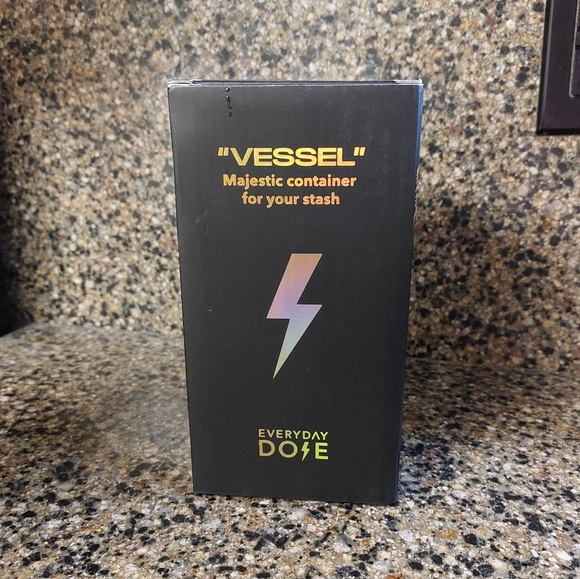 "VESSEL"
Majestic container
for your stash
EVERYDAY
DOSE